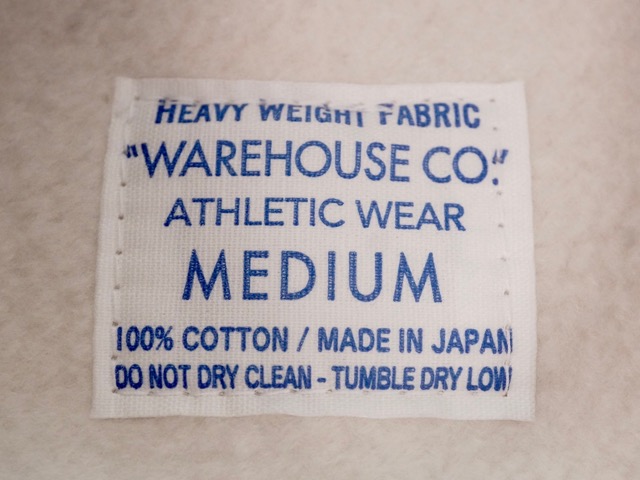 HEAVY WEIGHT FABRIC
"WAREHOUSE CO."
ATHLETIC WEAR
MEDIUM
100% COTTON / MADE IN JAPAN
DO NOT DRY CLEAN - TUMBLE DRY LOW